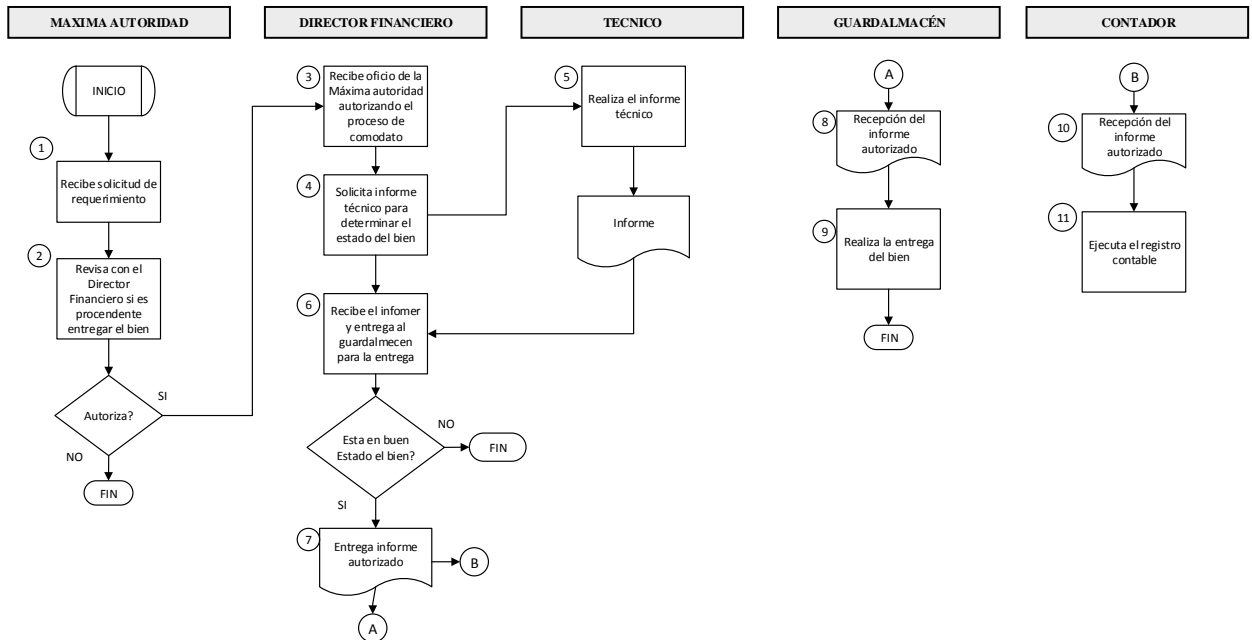 MAXIMA AUTORIDAD
INICIO
1
Recibe solicitud de
requerimiento
2
Revisa con el
Director
Financiero si es
procendente
entregar el bien
Autoriza?
SI
NO
FIN
DIRECTOR FINANCIERO
3
Recibe oficio de la
Máxima autoridad
autorizando el
proceso de
comodato
4
Solicita informe
técnico para
determinar el
estado del bien
6
Recibe el infomer
y entrega al
guardalmecen
para la entrega
Esta en buen
Estado el bien?
NO
FIN
SI
7
Entrega informe
autorizado
B
A
TECNICO
5
Realiza el informe
técnico
Informe
GUARDALMACÉN
A
8
Recepción del
informe
autorizado
9
Realiza la entrega
del bien
FIN
CONTADOR
B
10
Recepción del
informe
autorizado
11
Ejecuta el registro
contable